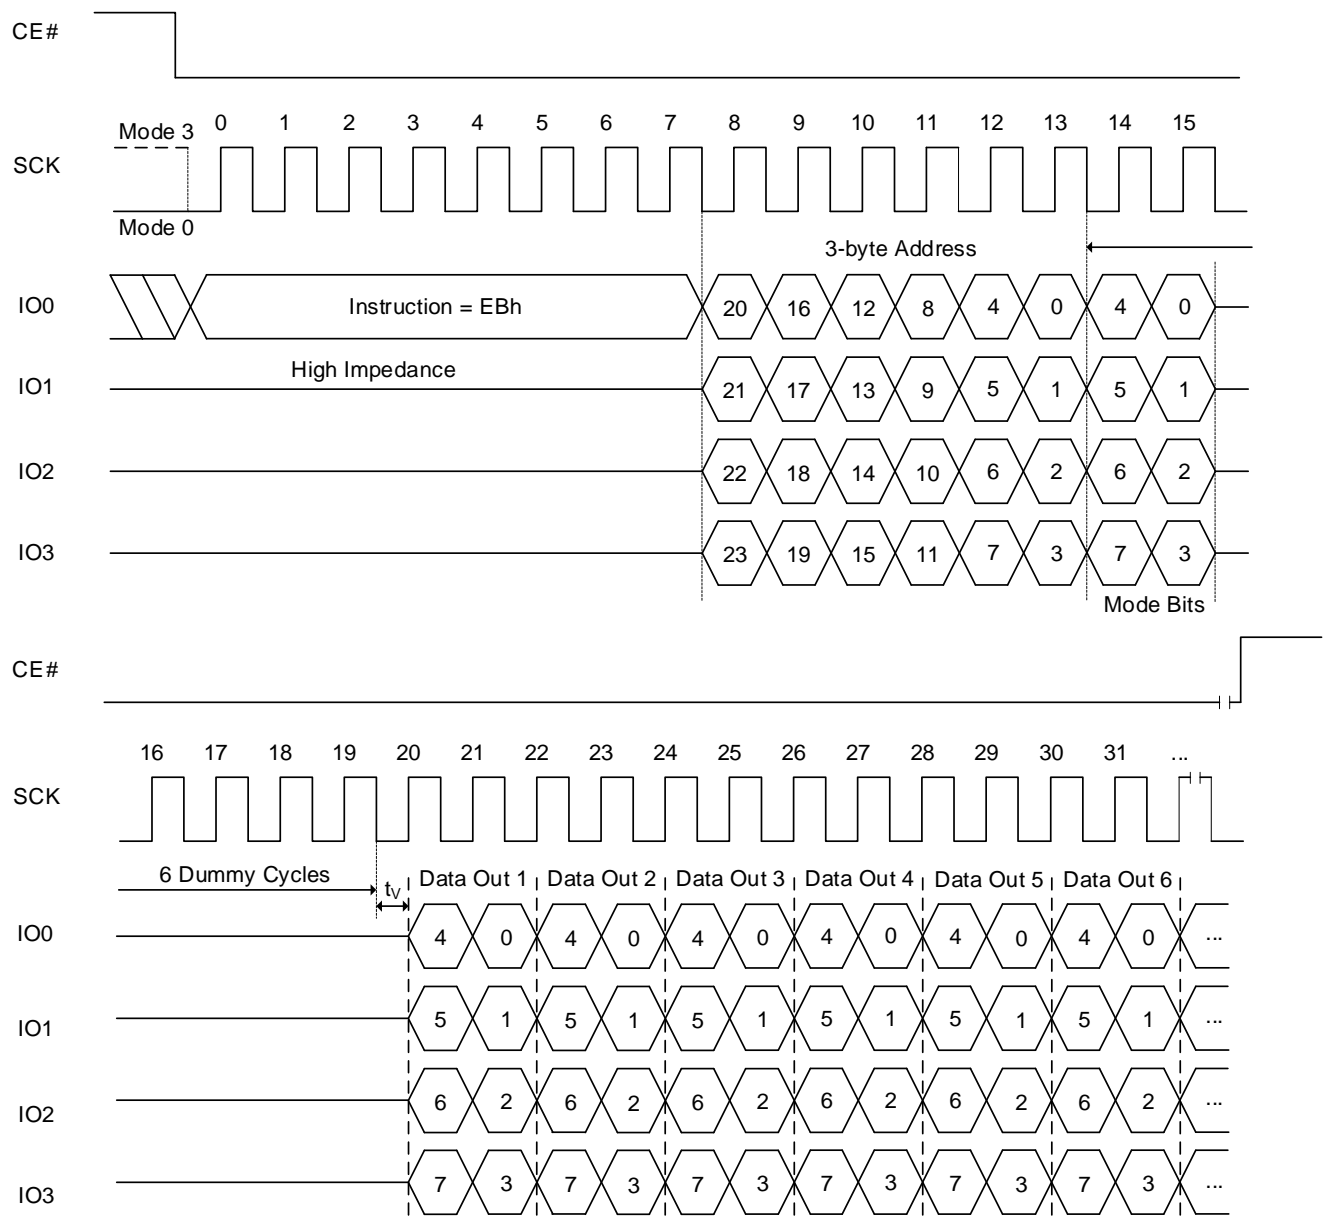 CE#
Mode 3 0 1 2 3 4 5 6 7 8 9 10 11 12 13 14 15
SCK
Mode 0
3-byte Address
IO0 Instruction = EBh 20 16 12 8 4 0 4 0
High Impedance
IO1 21 17 13 9 5 1 5 1
IO2 22 18 14 10 6 2 6 2
IO3 23 19 15 11 7 3 7 3
Mode Bits
CE#
16 17 18 19 20 21 22 23 24 25 26 27 28 29 30 31 ...
SCK
6 Dummy Cycles tV Data Out 1 Data Out 2 Data Out 3 Data Out 4 Data Out 5 Data Out 6
IO0 4 0 4 0 4 0 4 0 4 0 4 0 ...
IO1 5 1 5 1 5 1 5 1 5 1 5 1 ...
IO2 6 2 6 2 6 2 6 2 6 2 6 2 ...
IO3 7 3 7 3 7 3 7 3 7 3 7 3 ...